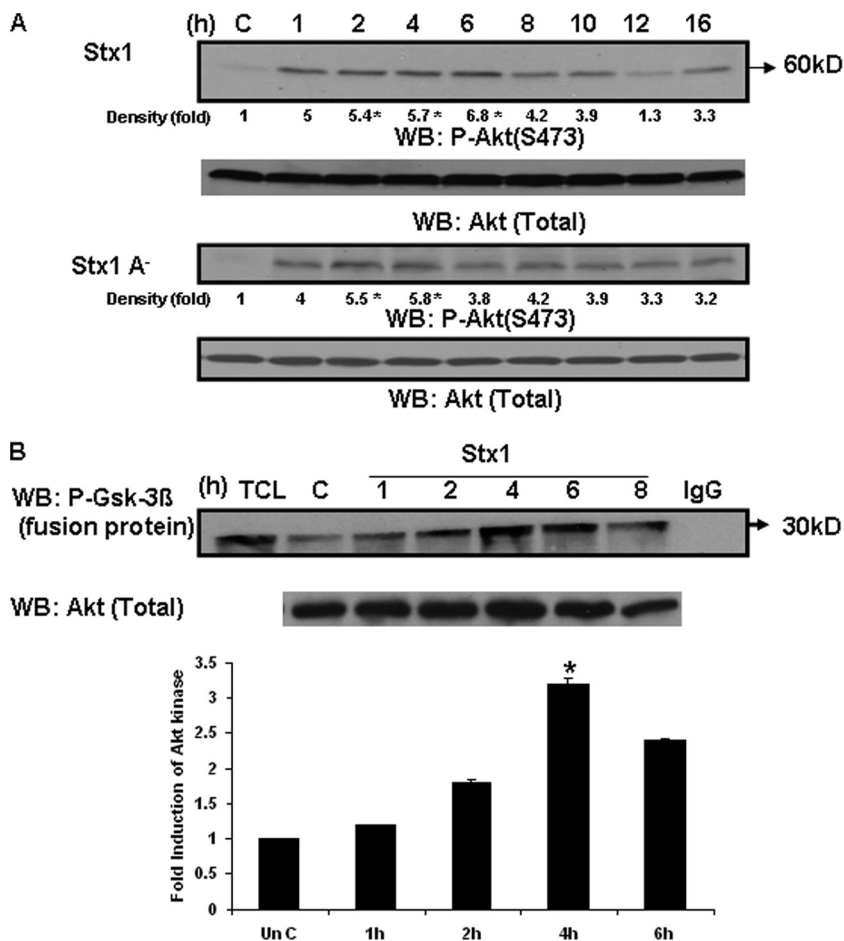 A
(h) C 1 2 4 6 8 10 12 16
Stx1
60kD
Density (fold) 1 5 5.4* 5.7* 6.8* 4.2 3.9 1.3 3.3
WB: P-Akt(S473)
WB: Akt (Total)
Stx1 A-
Density (fold) 1 4 5.5* 5.8* 3.8 4.2 3.9 3.3 3.2
WB: P-Akt(S473)
WB: Akt (Total)
B
Stx1
(h) TCL C 1 2 4 6 8 IgG
WB: P-Gsk-3ß
(fusion protein)
30kD
WB: Akt (Total)
Fold Induction of Akt kinase
3.5
3
2.5
2
1.5
1
0.5
0
*
Un C 1h 2h 4h 6h